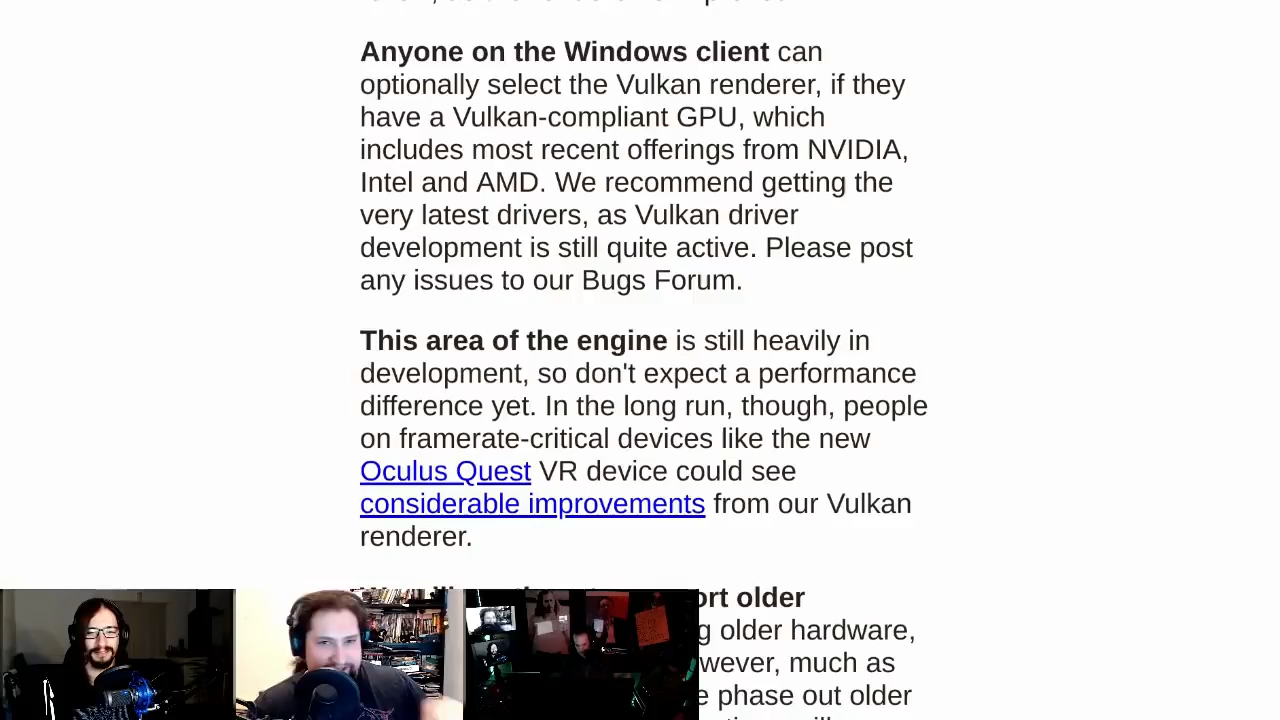 Anyone on the Windows client can
optionally select the Vulkan renderer, if they
have a Vulkan-compliant GPU, which
includes most recent offerings from NVIDIA,
Intel and AMD. We recommend getting the
very latest drivers, as Vulkan driver
development is still quite active. Please post
any issues to our Bugs Forum.
This area of the engine is still heavily in
development, so don't expect a performance
difference yet. In the long run, though, people
on framerate-critical devices like the new
Oculus Quest VR device could see
considerable improvements from our Vulkan
renderer.
older
older hardware,
much as
phase out older